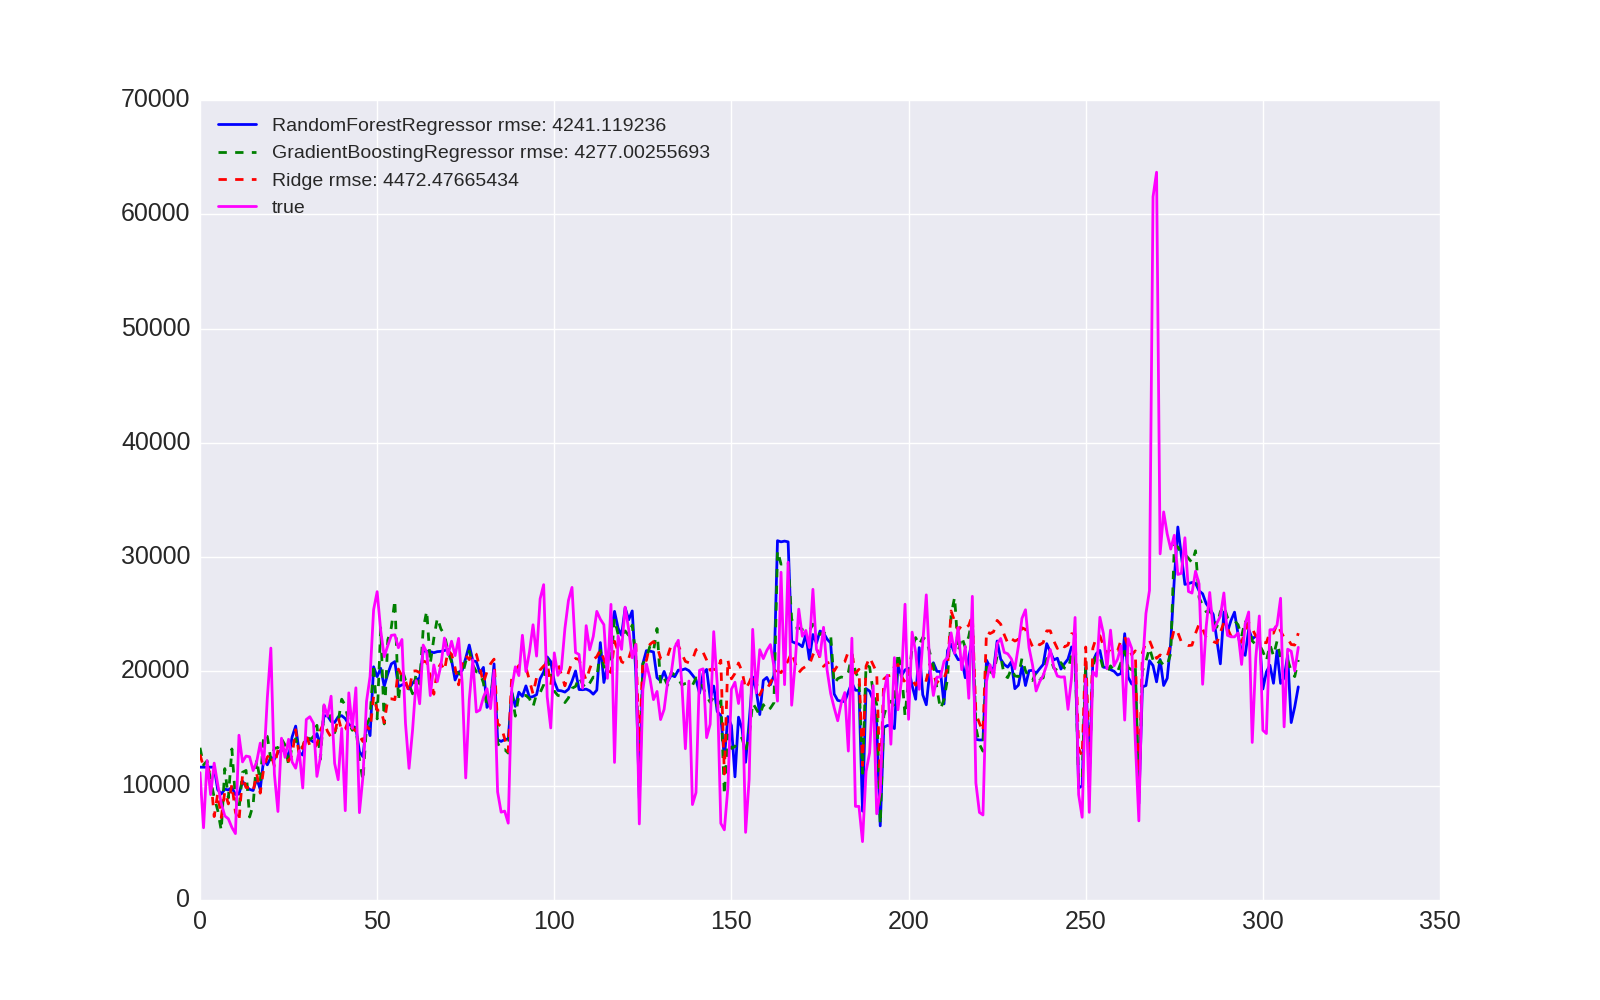 70000
RandomForestRegressor rmse: 4241.119236
GradientBoostingRegressor rmse: 4277.00255693
Ridge rmse: 4472.47665434
true
60000
50000
40000
30000
20000
10000
0
0 50 100 150 200 250 300 350